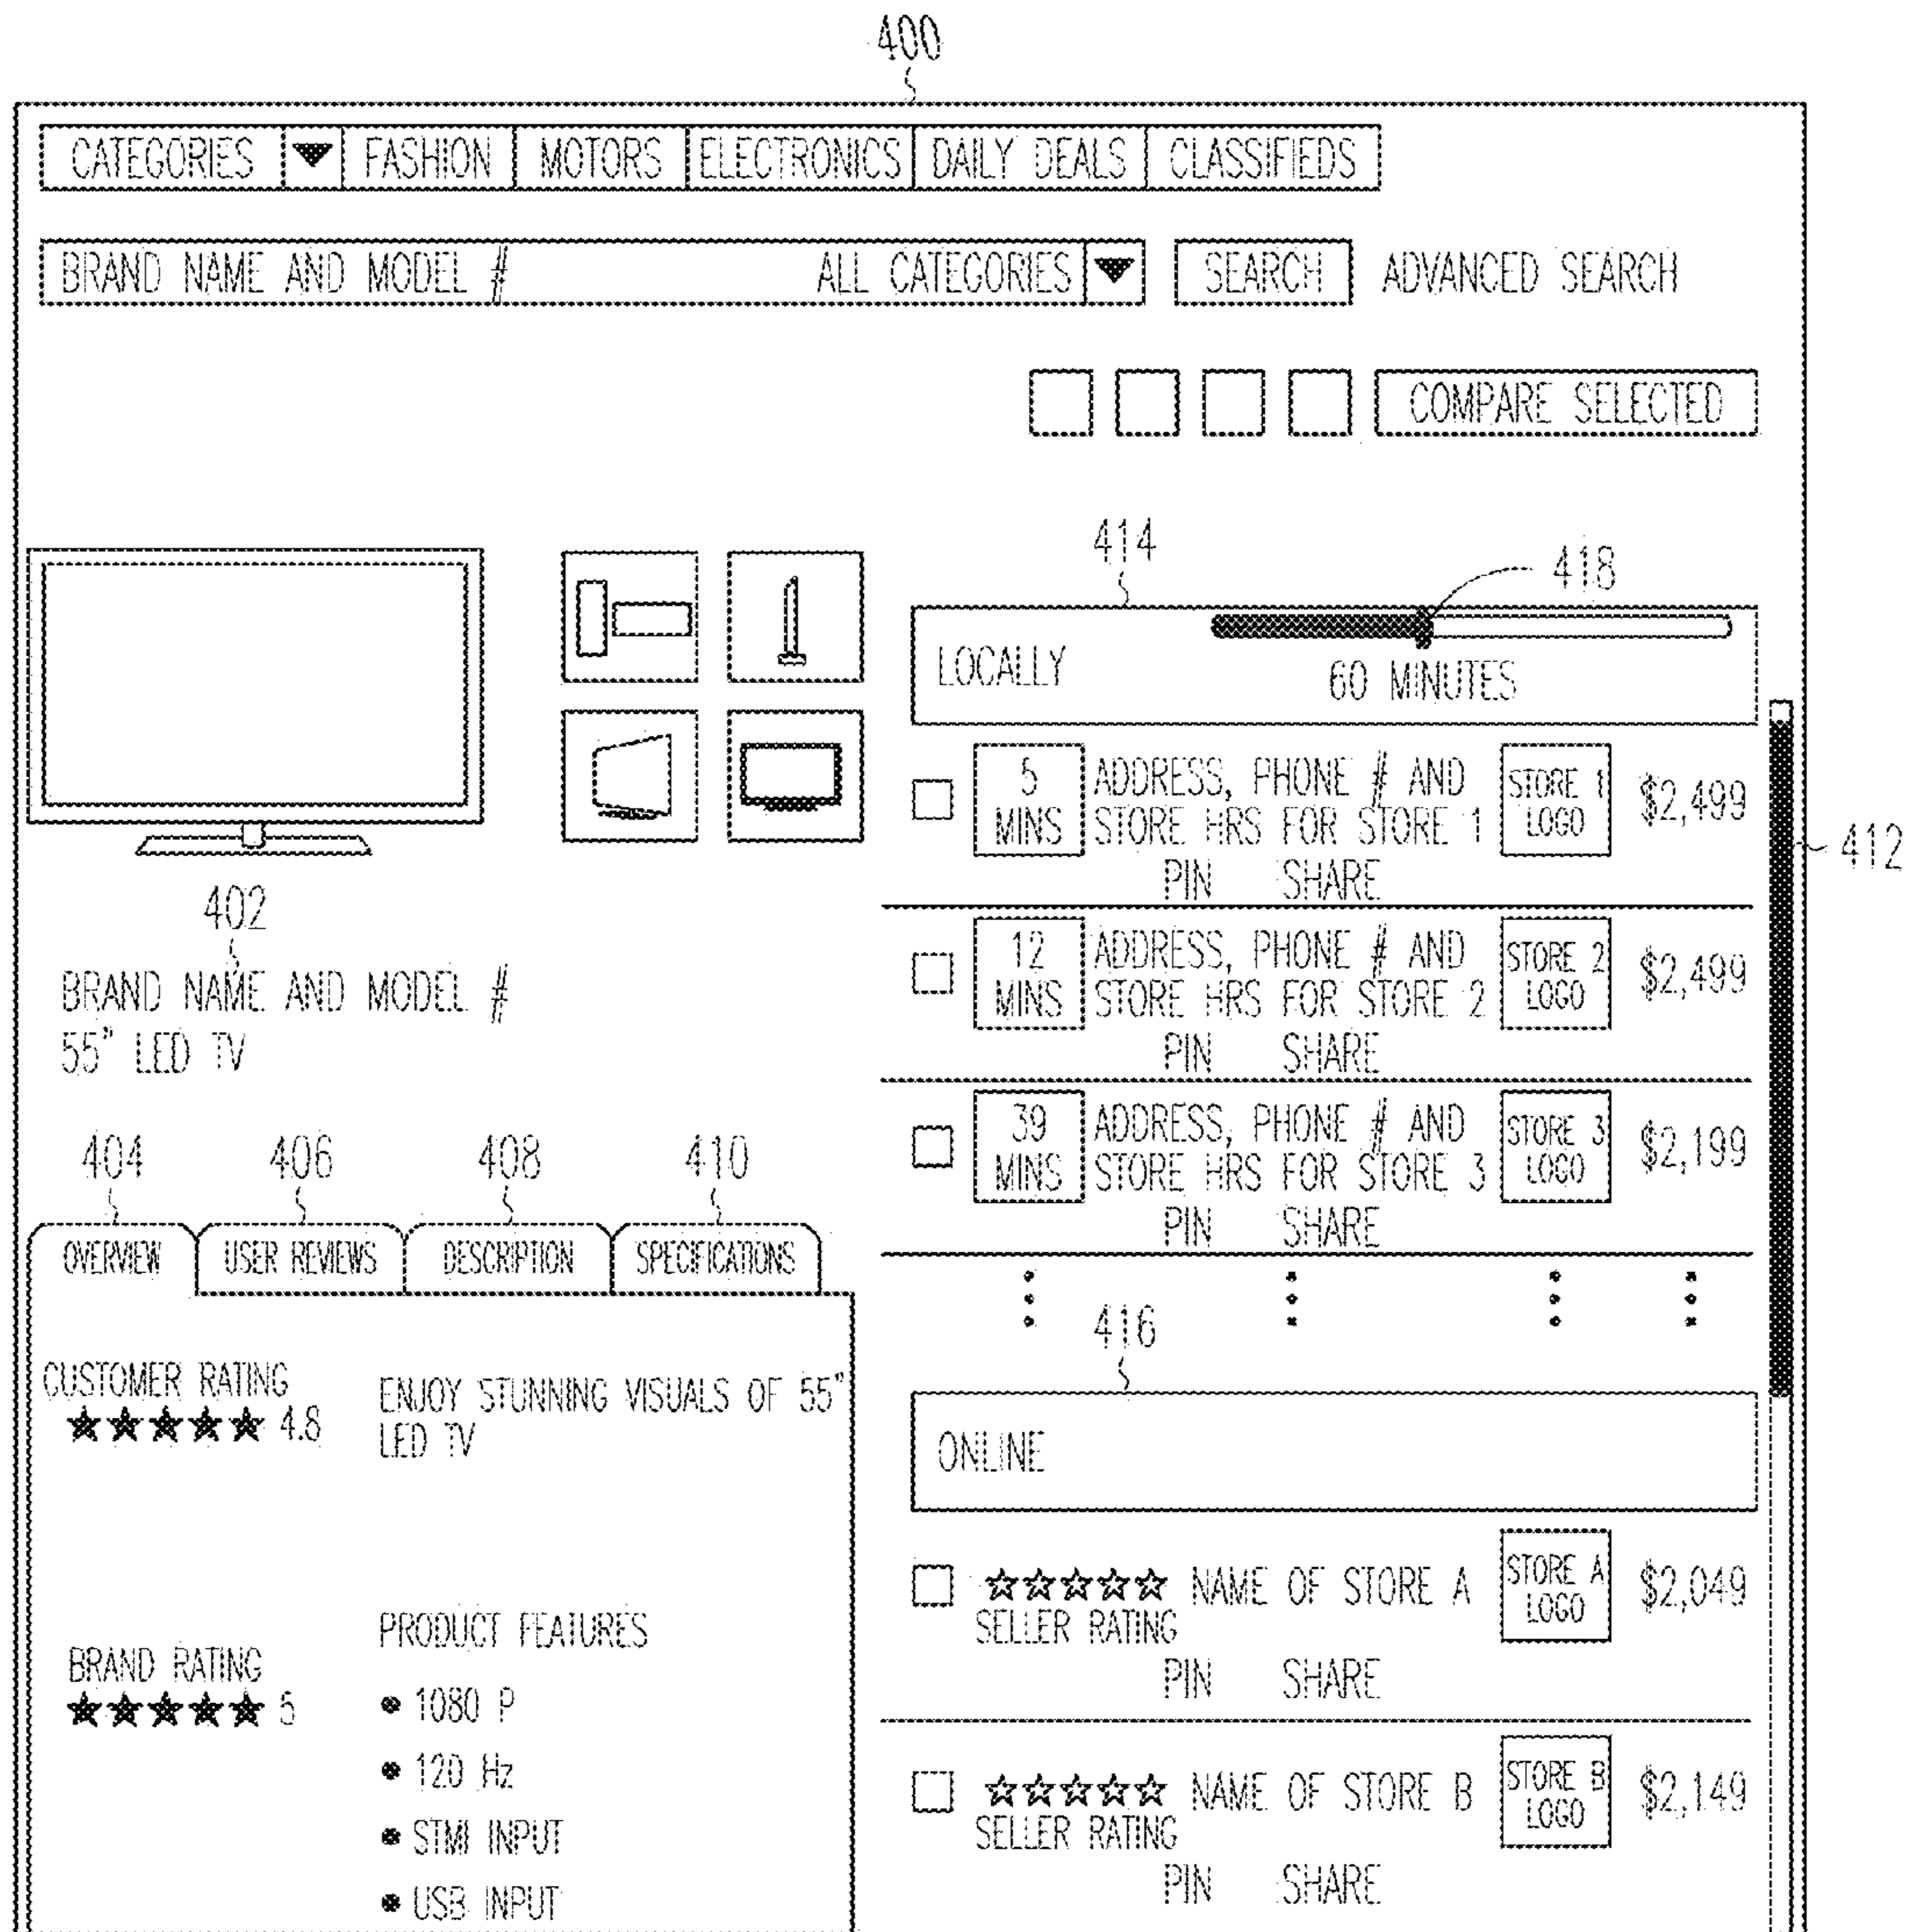 400
CATEGORIES FASHION MOTORS ELECTRONICS DAILY DEALS CLASSIFIEDS
BRAND NAME AND MODEL # ALL CATEGORIES SEARCH ADVANCED SEARCH
COMPARE SELECTED
402
BRAND NAME AND MODEL #
55" LED TV
404 406 408 410
OVERVIEW USER REVIEWS DESCRIPTION SPECIFICATIONS
CUSTOMER RATING
4.8
ENJOY STUNNING VISUALS OF 55"
LED TV
BRAND RATING
5
PRODUCT FEATURES
• 1080 P
• 120 Hz
• STMI INPUT
• USB INPUT
414
418
LOCALLY
60 MINUTES
412
5
MINS
ADDRESS, PHONE # AND
STORE HRS FOR STORE 1
STORE 1
LOGO
$2,499
PIN SHARE
12
MINS
ADDRESS, PHONE # AND
STORE HRS FOR STORE 2
STORE 2
LOGO
$2,499
PIN SHARE
39
MINS
ADDRESS, PHONE # AND
STORE HRS FOR STORE 3
STORE 3
LOGO
$2,199
PIN SHARE
416
ONLINE
NAME OF STORE A
SELLER RATING
STORE A
LOGO
$2,049
PIN SHARE
NAME OF STORE B
SELLER RATING
STORE B
LOGO
$2,149
PIN SHARE